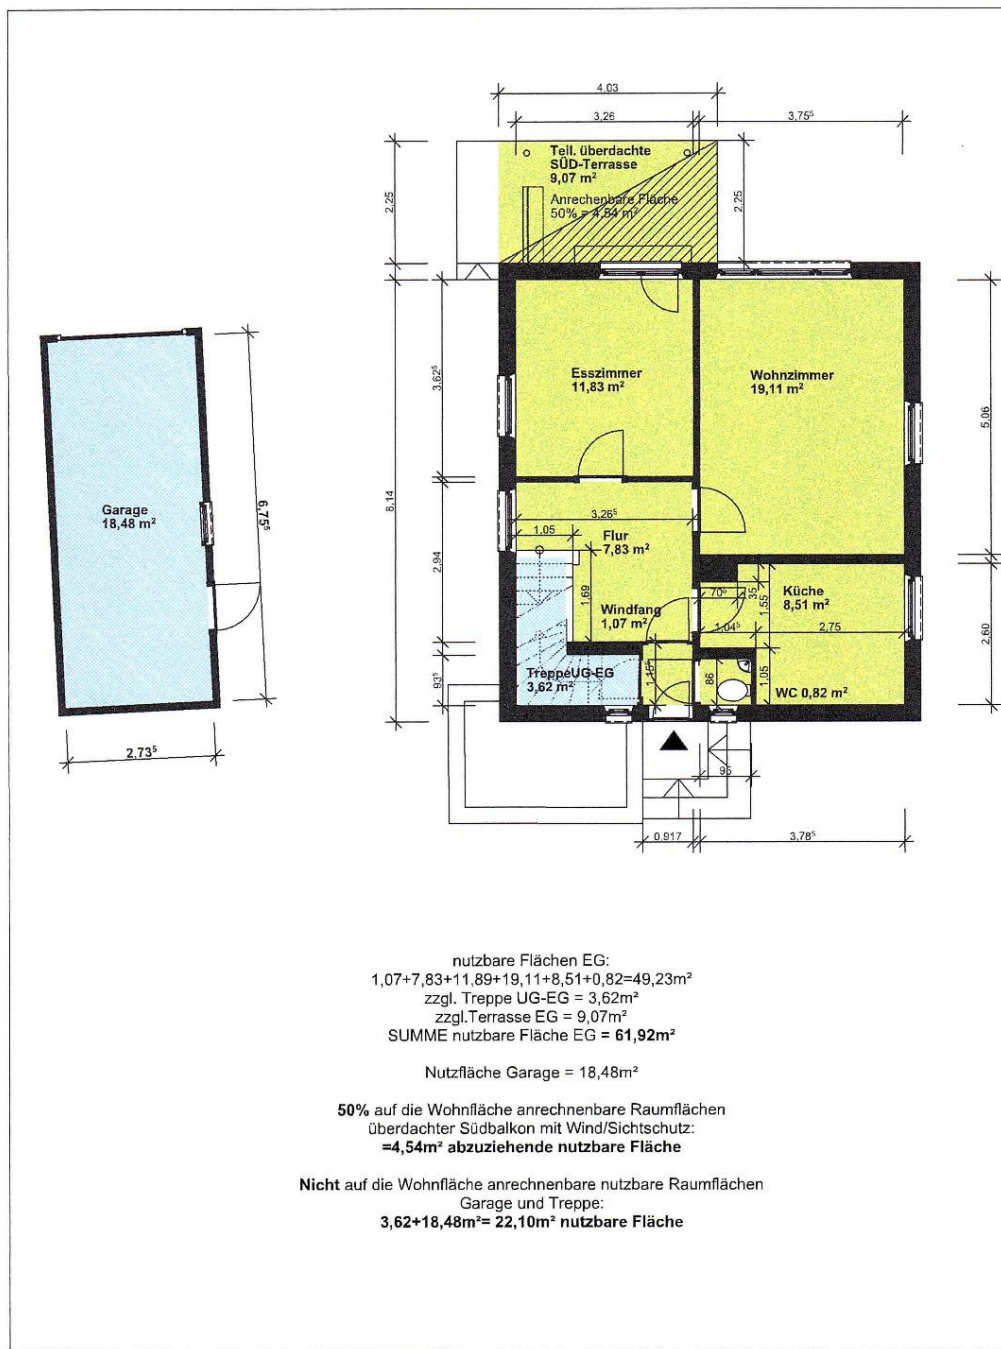 4,03
3,26
3,75⁵
Teil. überdachte
SÜD-Terrasse
9,07 m²
Anrechenbare Fläche
50% = 4,54 m²
2,25
2,25
Esszimmer
11,83 m²
Wohnzimmer
19,11 m²
3,62⁵
5,06
8,14
Garage
18,48 m²
6,75⁵
2,73⁵
3,26⁵
1,05
Flur
7,83 m²
2,94
1,69
Windfang
1,07 m²
70⁵
35
1,55
Küche
8,51 m²
1,04⁵
2,75
2,60
TreppeUG-EG
3,62 m²
93⁵
1,15⁵
86
1,05
WC 0,82 m²
95
0,917
3,78⁵
nutzbare Flächen EG:
1,07+7,83+11,89+19,11+8,51+0,82=49,23m²
zzgl. Treppe UG-EG = 3,62m²
zzgl.Terrasse EG = 9,07m²
SUMME nutzbare Fläche EG = 61,92m²
Nutzfläche Garage = 18,48m²
50% auf die Wohnfläche anrechnenbare Raumflächen
überdachter Südbalkon mit Wind/Sichtschutz:
=4,54m² abzuziehende nutzbare Fläche
Nicht auf die Wohnfläche anrechnenbare nutzbare Raumflächen
Garage und Treppe:
3,62+18,48m²= 22,10m² nutzbare Fläche